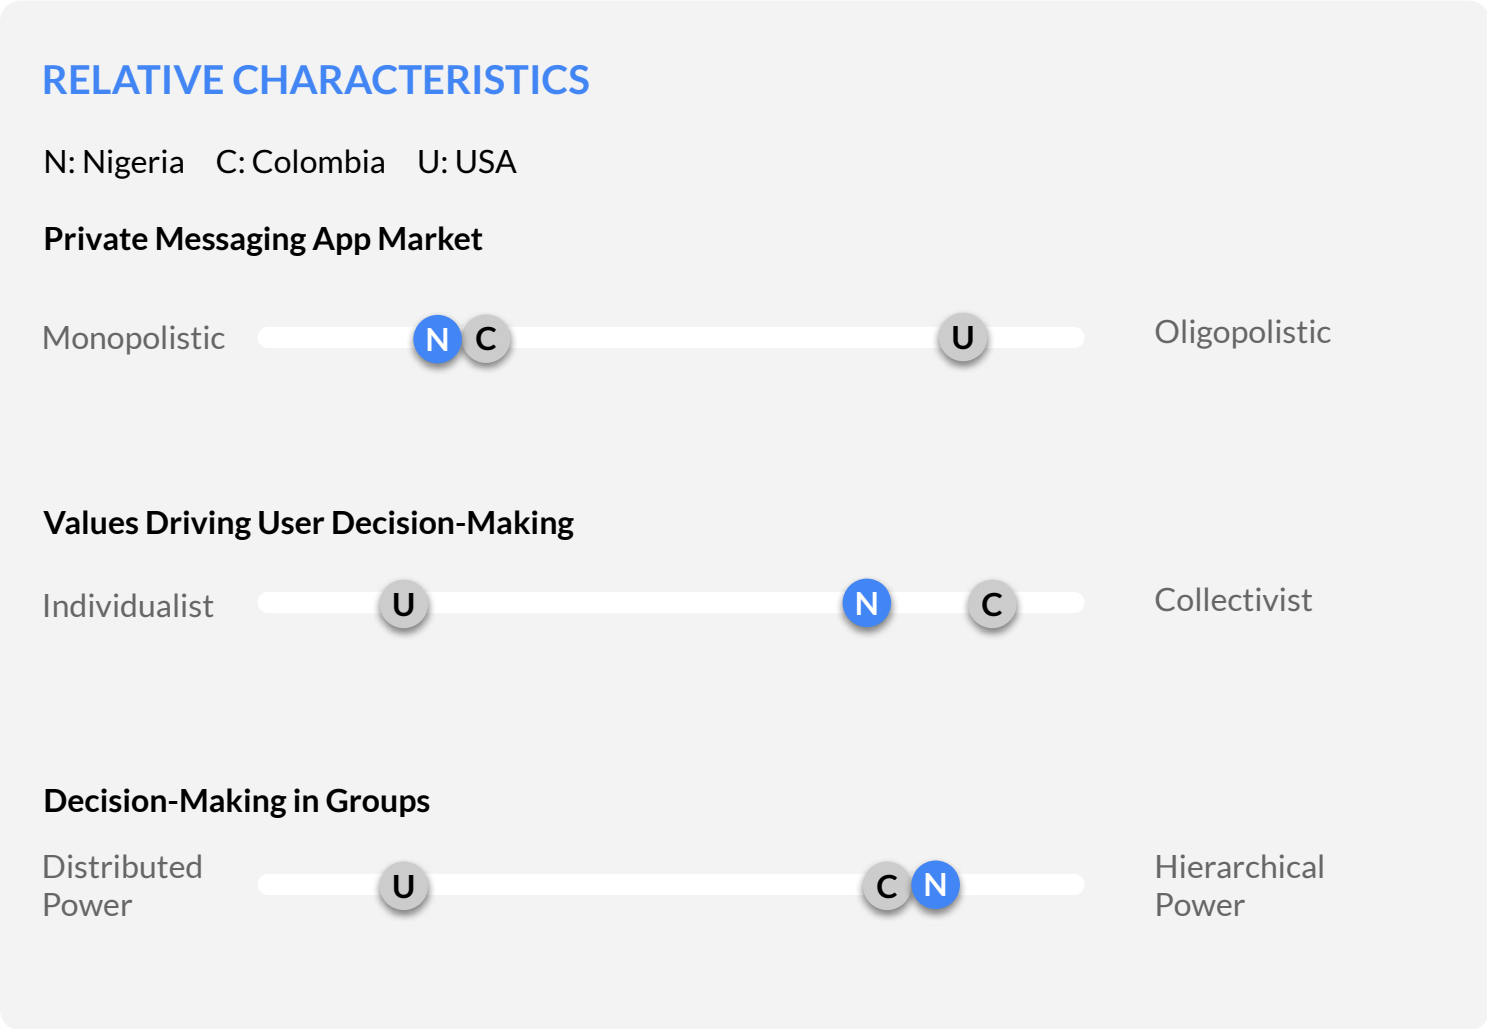 RELATIVE CHARACTERISTICS
N: Nigeria C: Colombia U: USA
Private Messaging App Market
Monopolistic N C U Oligopolistic
Values Driving User Decision-Making
Individualist U N C Collectivist
Decision-Making in Groups
Distributed
Power
U C N
Hierarchical
Power